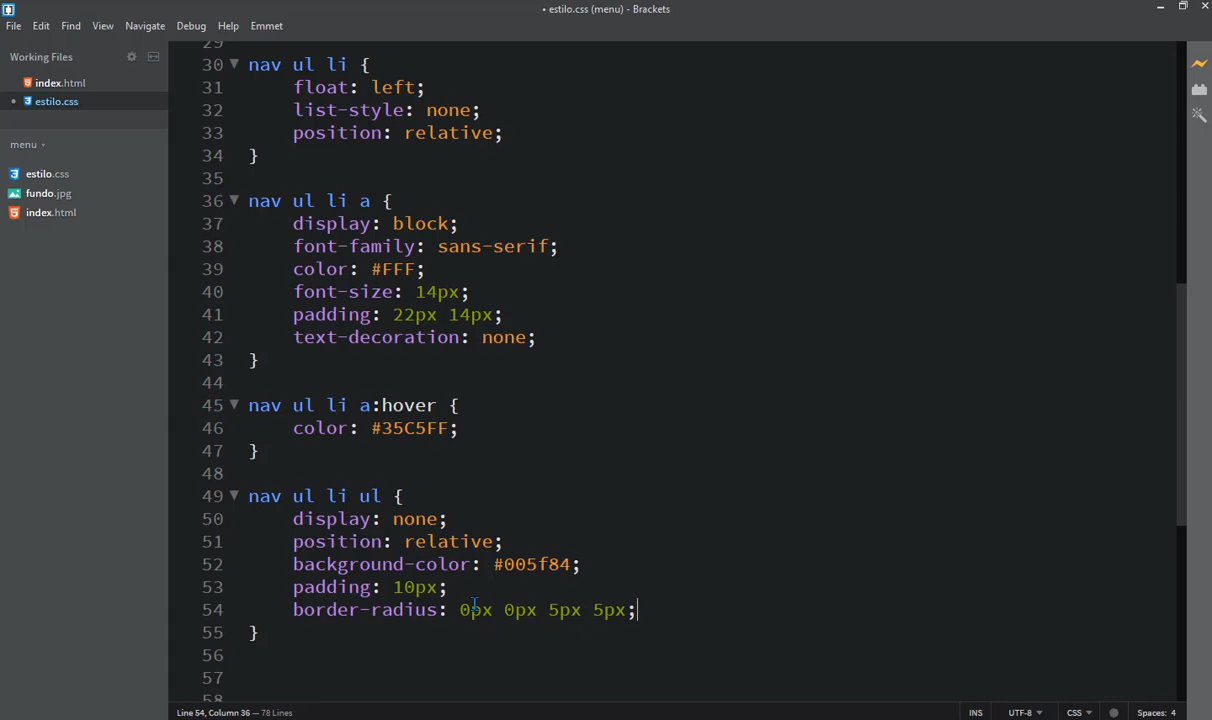 • estilo.css (menu) - Brackets
File Edit Find View Navigate Debug Help Emmet
Working Files
index.html
• estilo.css
menu
estilo.css
fundo.jpg
index.html
29
30 nav ul li {
31 float: left;
32 list-style: none;
33 position: relative;
34 }
35
36 nav ul li a {
37 display: block;
38 font-family: sans-serif;
39 color: #FFF;
40 font-size: 14px;
41 padding: 22px 14px;
42 text-decoration: none;
43 }
44
45 nav ul li a:hover {
46 color: #35C5FF;
47 }
48
49 nav ul li ul {
50 display: none;
51 position: relative;
52 background-color: #005f84;
53 padding: 10px;
54 border-radius: 0px 0px 5px 5px;
55 }
56
57
58
Line 54, Column 36 — 78 Lines
INS UTF-8 CSS Spaces: 4